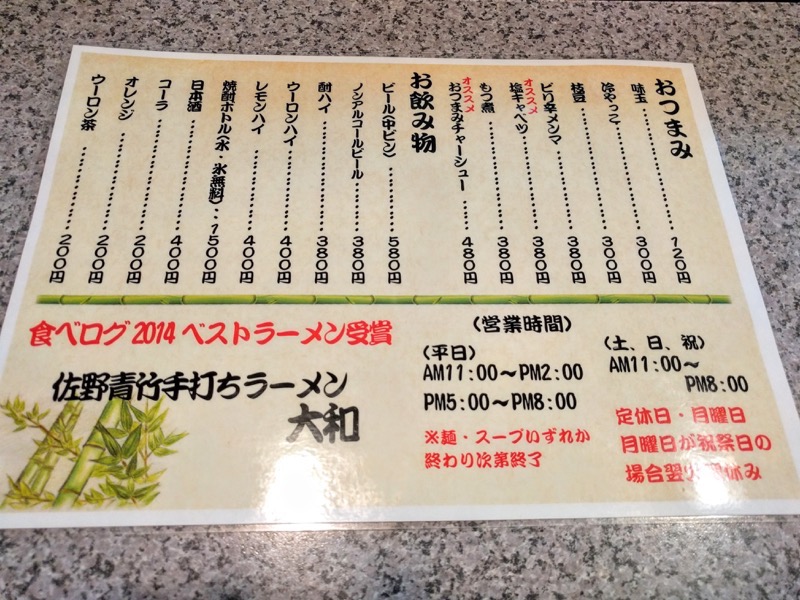 おつまみ
味玉 120円
冷やっこ 300円
枝豆 300円
ピリ辛メンマ 380円
オススメ
塩キャベツ 380円
もつ煮 380円
オススメ
おつまみチャーシュー 480円
お飲み物
ビール(中ビン) 580円
ノンアルコールビール 380円
酎ハイ 380円
ウーロンハイ 400円
レモンハイ 400円
焼酎ボトル(水・氷無料) 1500円
日本酒 400円
コーラ 200円
オレンジ 200円
ウーロン茶 200円
食べログ2014ベストラーメン受賞
佐野青竹手打ちラーメン
大和
(営業時間)
(平日)
AM11:00～PM2:00
PM5:00～PM8:00
※麺・スープいずれか
終わり次第終了
(土、日、祝)
AM11:00～
PM8:00
定休日・月曜日
月曜日が祝祭日の
場合翌 休み